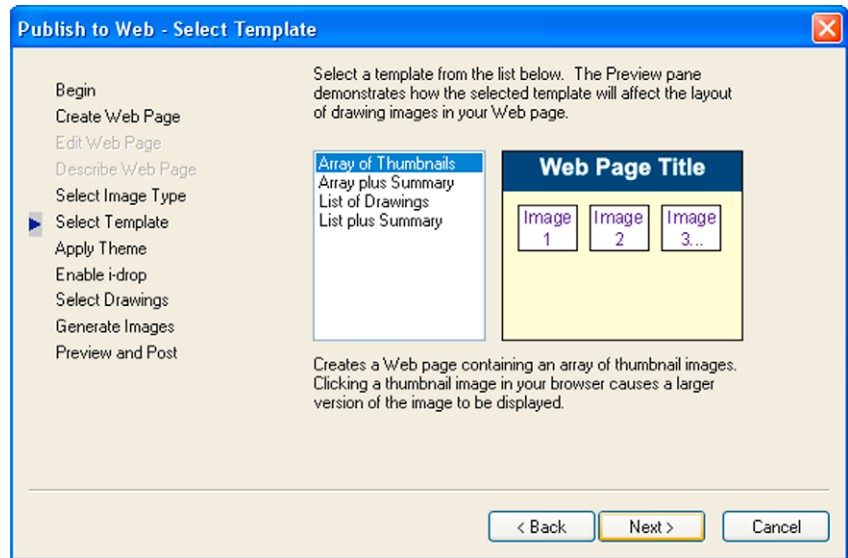 Publish to Web - Select Template
Begin
Create Web Page
Edit Web Page
Describe Web Page
Select Image Type
Select Template
Apply Theme
Enable i-drop
Select Drawings
Generate Images
Preview and Post
Select a template from the list below. The Preview pane
demonstrates how the selected template will affect the layout
of drawing images in your Web page.
Array of Thumbnails
Array plus Summary
List of Drawings
List plus Summary
Web Page Title
Image
1
Image
2
Image
3...
Creates a Web page containing an array of thumbnail images.
Clicking a thumbnail image in your browser causes a larger
version of the image to be displayed.
< Back
Next >
Cancel